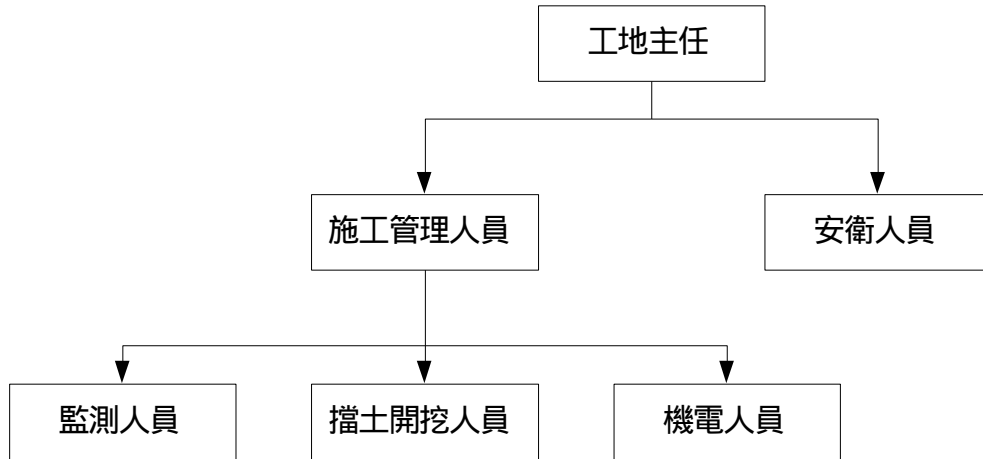 工地主任
施工管理人員
安衛人員
監測人員
擋土開挖人員
機電人員